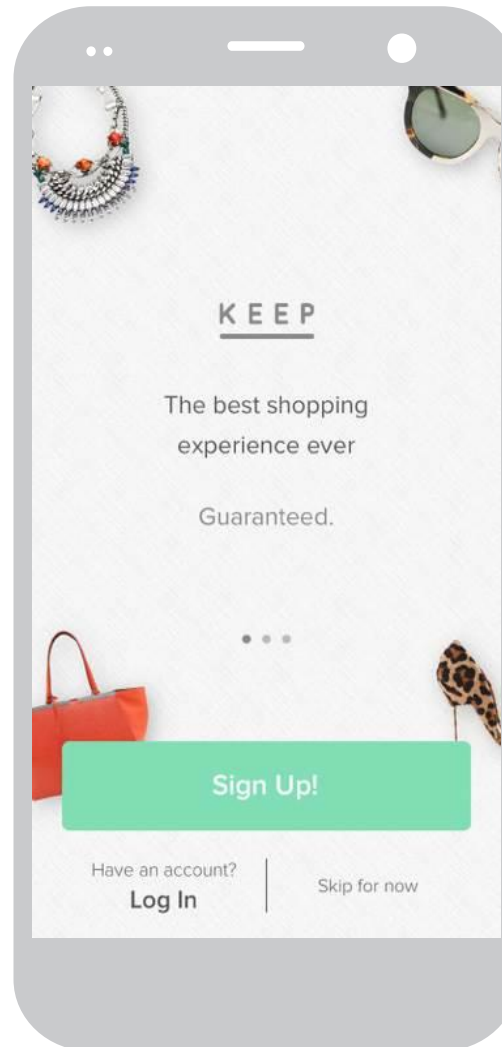 KEEP
The best shopping
experience ever
Guaranteed.
Sign Up!
Have an account?
Log In
Skip for now